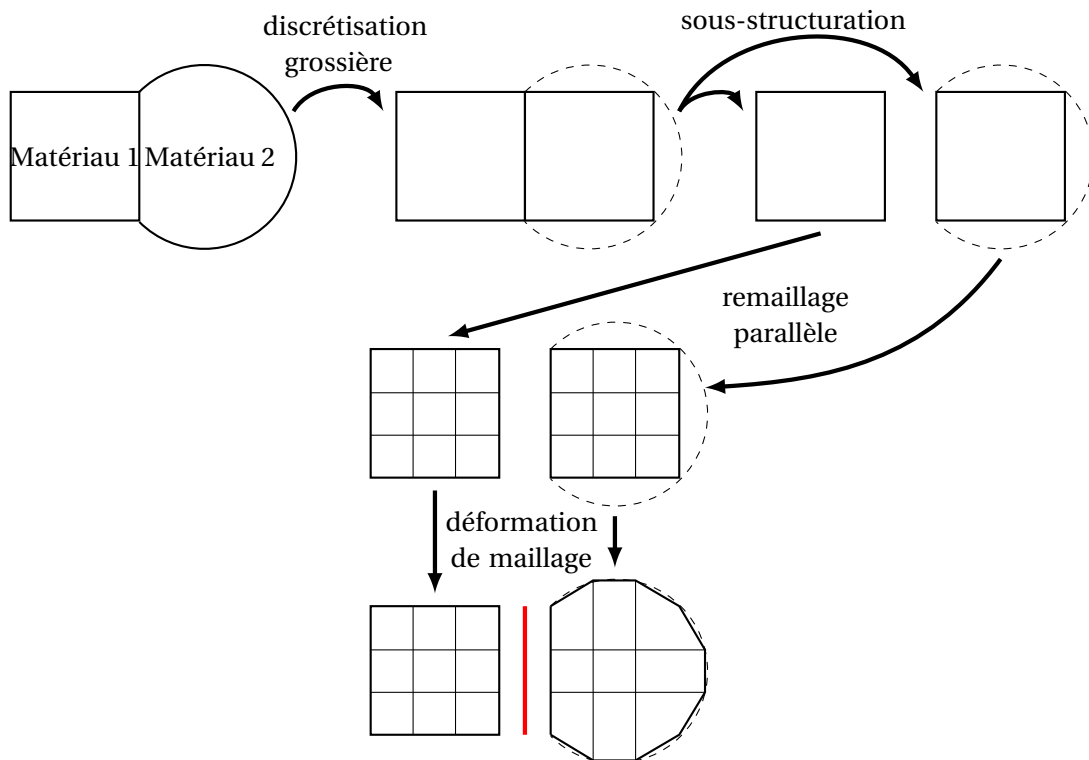 discrétisation
grossière
sous-structuration
Matériau 1
Matériau 2
remaillage
parallèle
déformation
de maillage